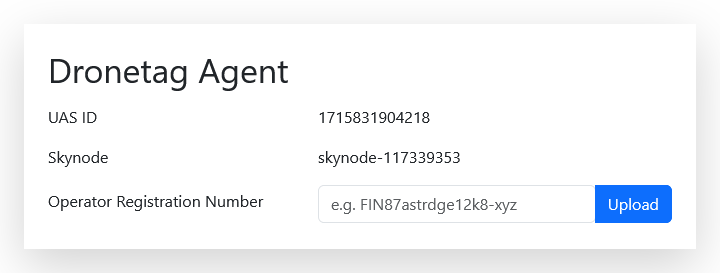 Dronetag Agent
UAS ID 1715831904218
Skynode skynode-117339353
Operator Registration Number e.g. FIN87astrdge12k8-xyz Upload